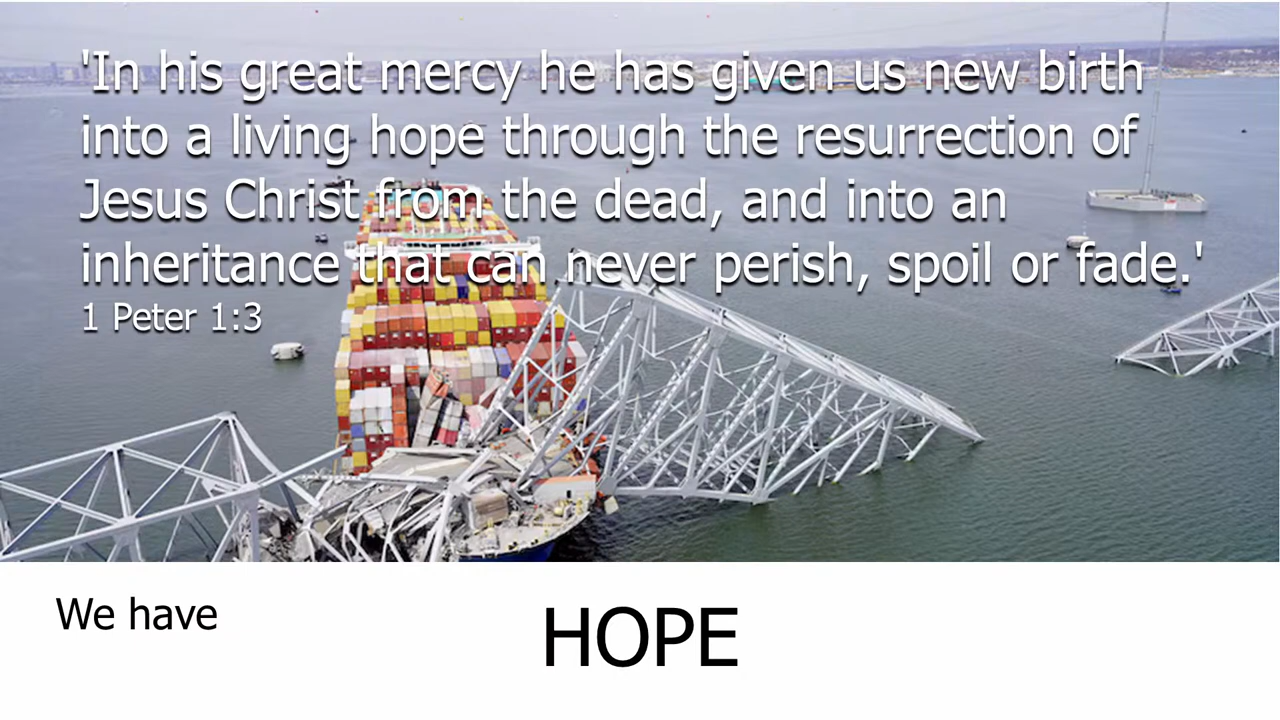 'In his great mercy he has given us new birth
into a living hope through the resurrection of
Jesus Christ from the dead, and into an
inheritance that can never perish, spoil or fade.'
1 Peter 1:3
We have
HOPE